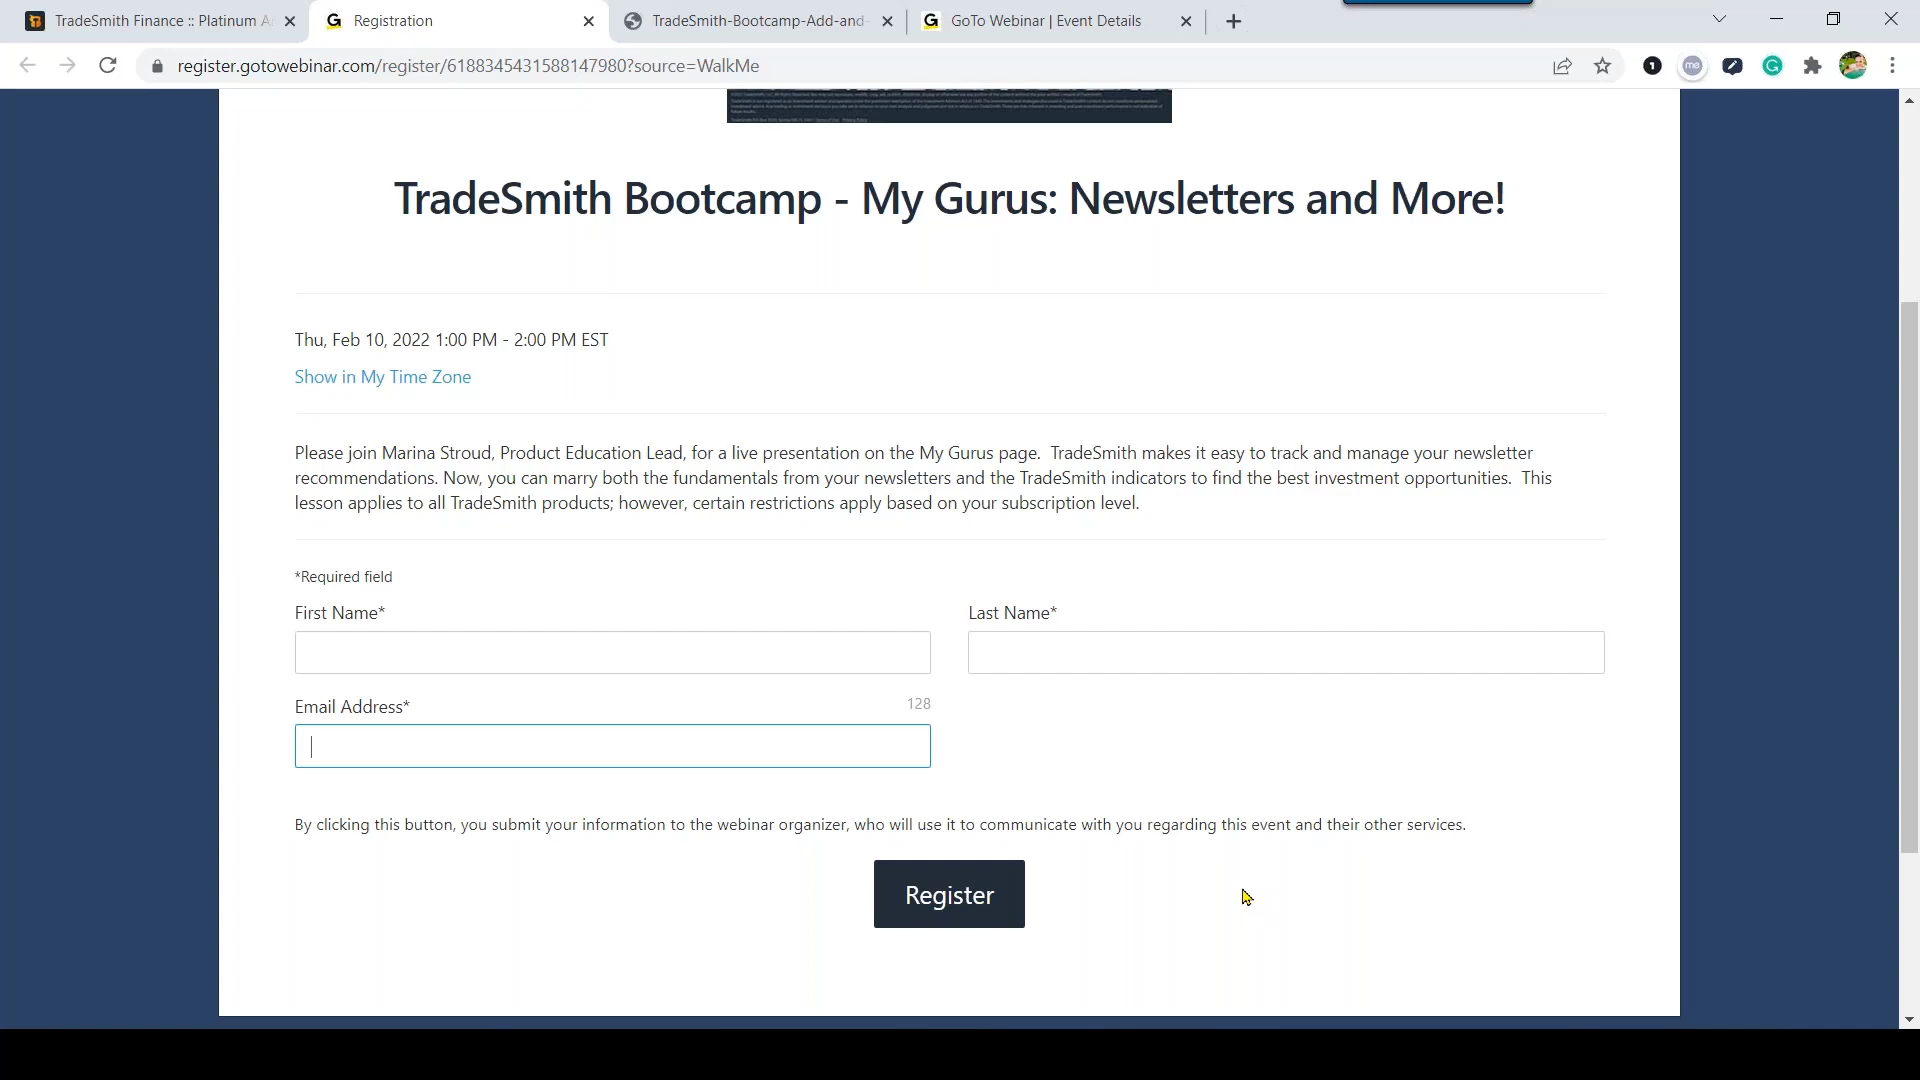 TradeSmith Finance :: Platinum A
Registration
TradeSmith-Bootcamp-Add-and-
GoTo Webinar | Event Details
register.gotowebinar.com/register/6188345431588147980?source=WalkMe
TradeSmith Bootcamp - My Gurus: Newsletters and More!
Thu, Feb 10, 2022 1:00 PM - 2:00 PM EST
Show in My Time Zone
Please join Marina Stroud, Product Education Lead, for a live presentation on the My Gurus page. TradeSmith makes it easy to track and manage your newsletter
recommendations. Now, you can marry both the fundamentals from your newsletters and the TradeSmith indicators to find the best investment opportunities. This
lesson applies to all TradeSmith products; however, certain restrictions apply based on your subscription level.
*Required field
First Name*
Last Name*
Email Address*
128
By clicking this button, you submit your information to the webinar organizer, who will use it to communicate with you regarding this event and their other services.
Register